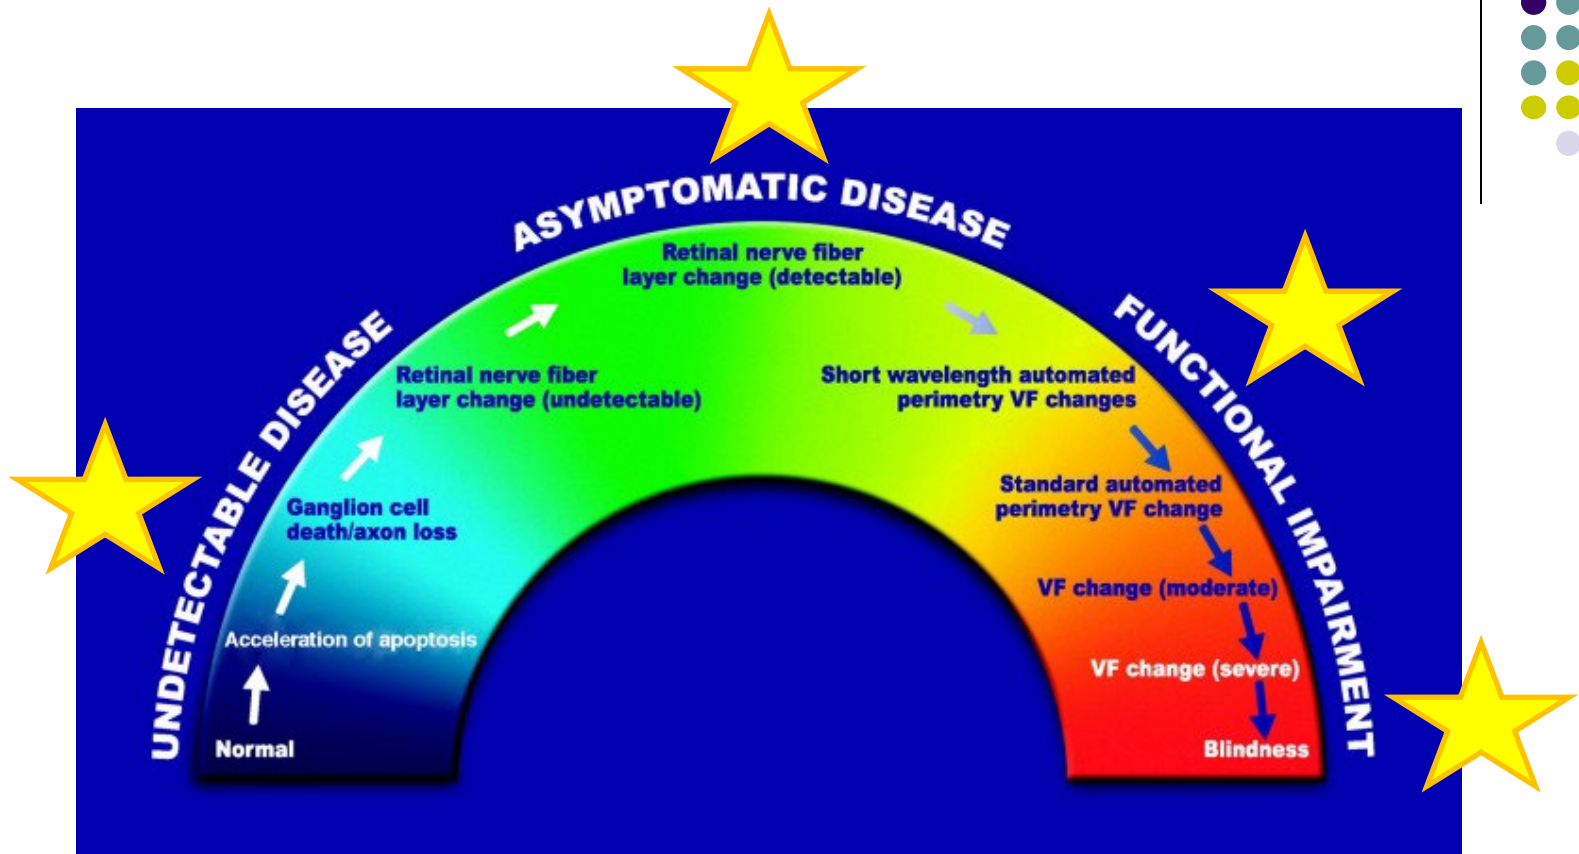 ASYMPTOMATIC DISEASE
UNDETECTABLE DISEASE
FUNCTIONAL IMPAIRMENT
Normal
Acceleration of apoptosis
Ganglion cell
death/axon loss
Retinal nerve fiber
layer change (undetectable)
Retinal nerve fiber
layer change (detectable)
Short wavelength automated
perimetry VF changes
Standard automated
perimetry VF change
VF change (moderate)
VF change (severe)
Blindness